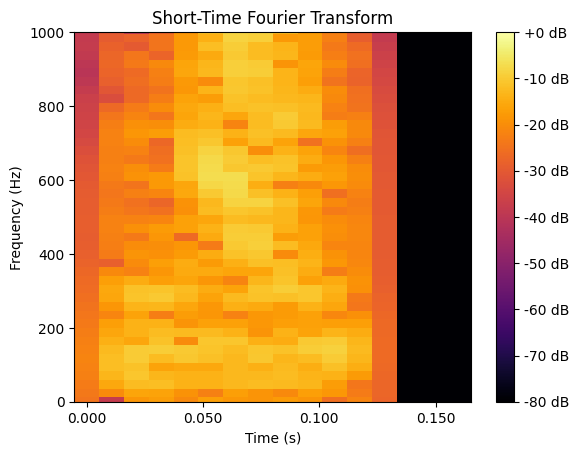 Short-Time Fourier Transform
1000
800
600
400
200
0
Frequency (Hz)
0.000
0.050
0.100
0.150
Time (s)
+0 dB
-10 dB
-20 dB
-30 dB
-40 dB
-50 dB
-60 dB
-70 dB
-80 dB